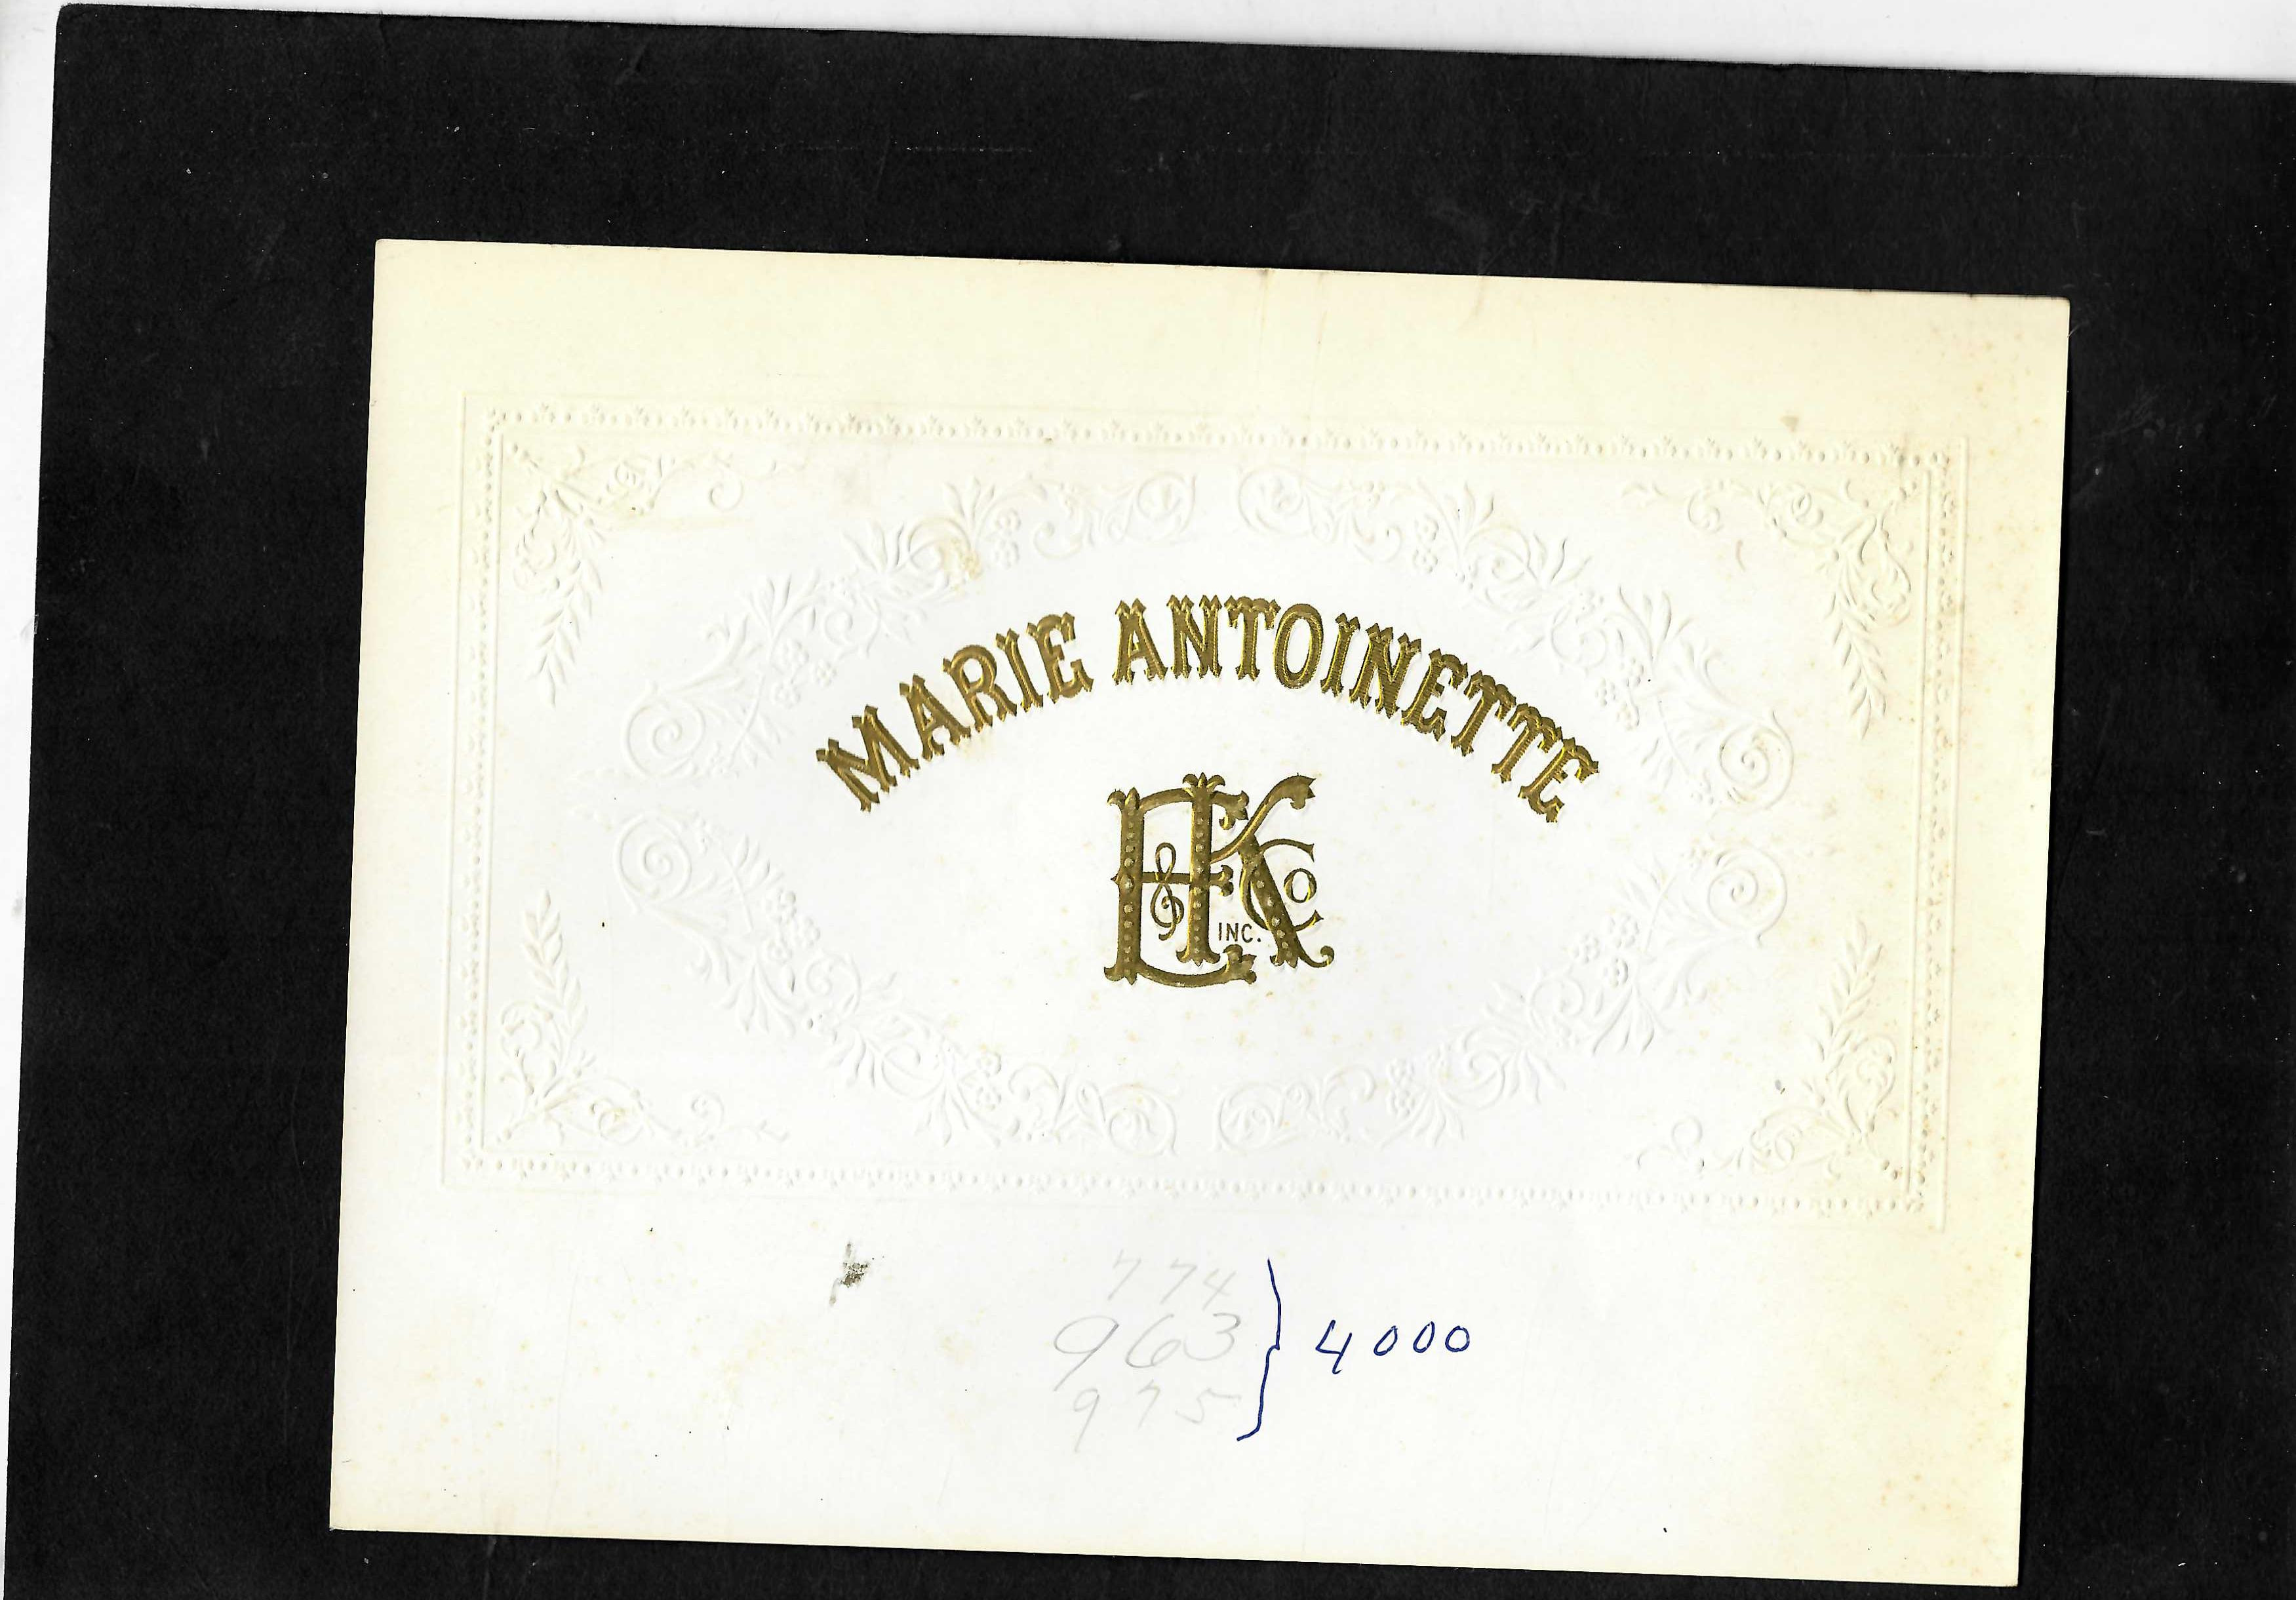 MARIE ANTOINETTE
EK & CO
INC.
774
963
975
} 4000